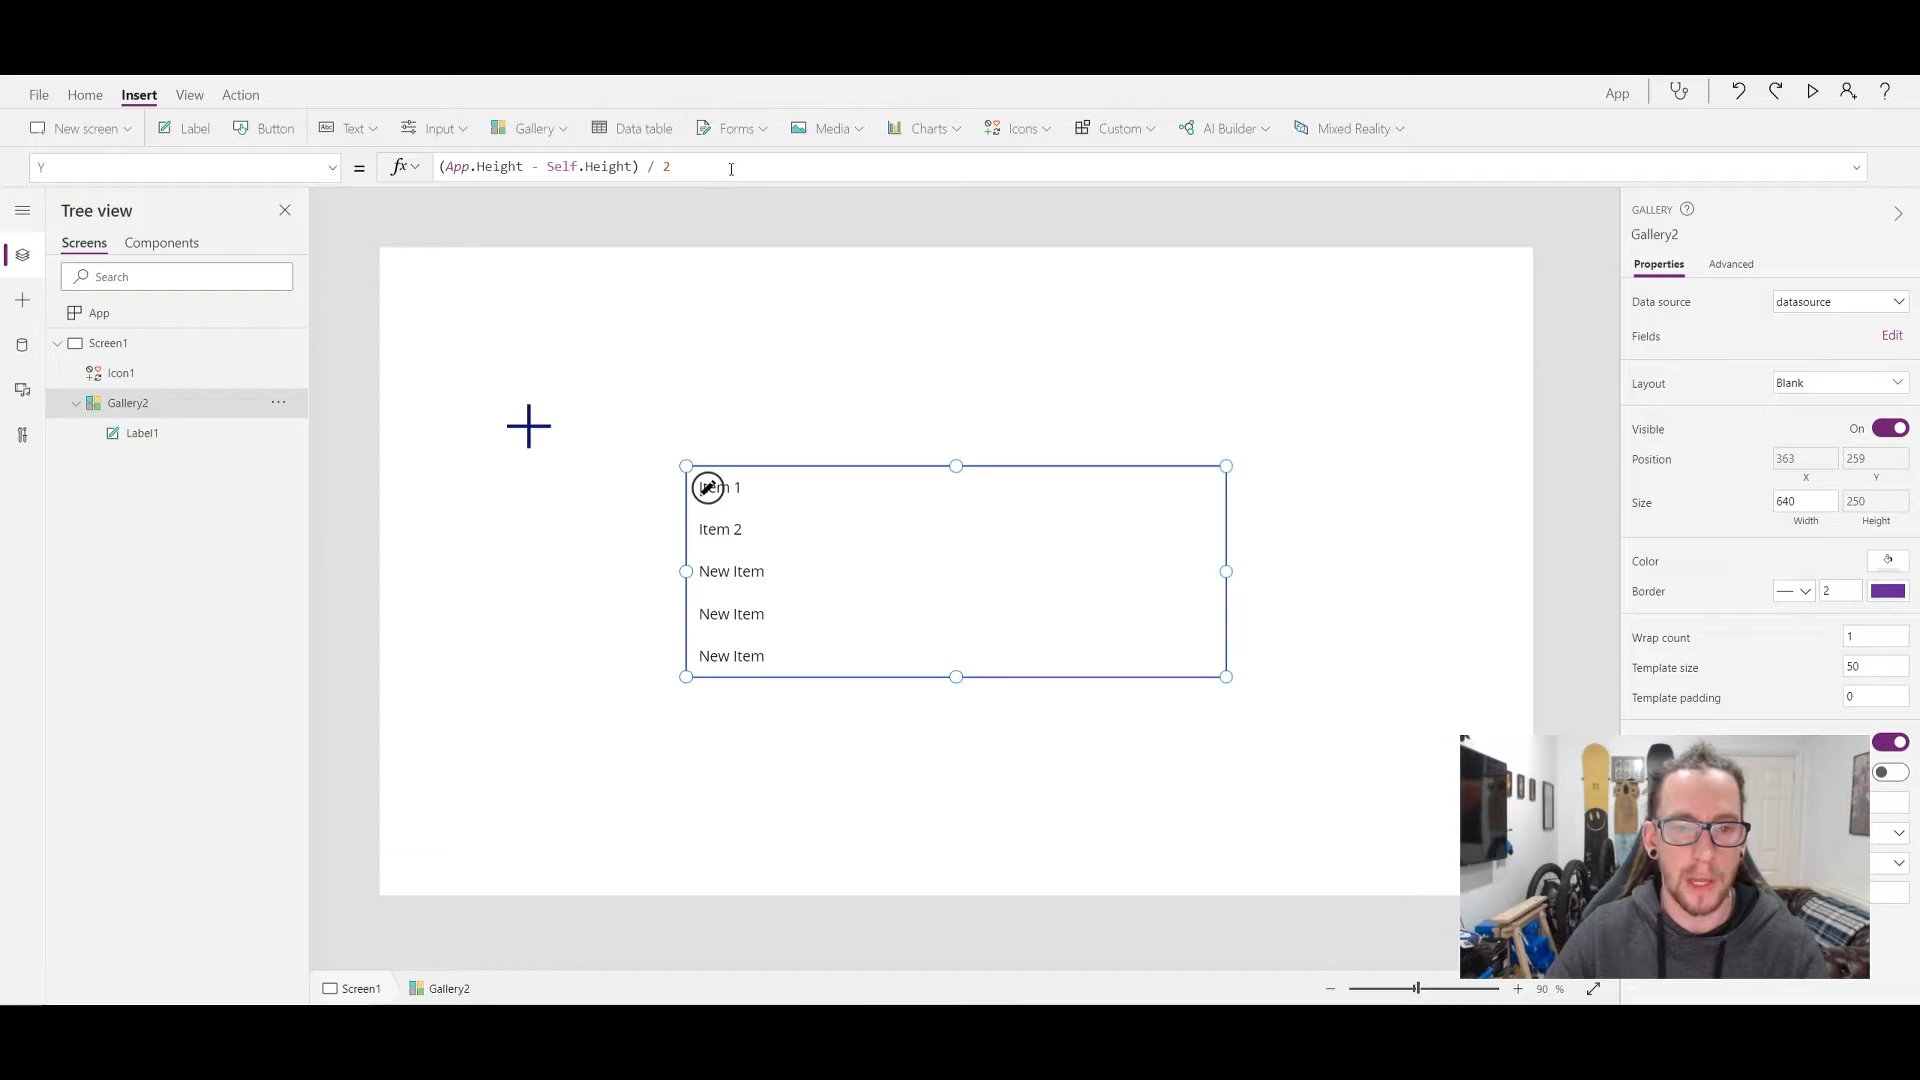 File Home Insert View Action App ?
New screen Label Button Text Input Gallery Data table Forms Media Charts Icons Custom AI Builder Mixed Reality
Y = fx (App.Height - Self.Height) / 2
Tree view
Screens Components
Search
App
Screen1
Icon1
Gallery2 ...
Label1
Item 1
Item 2
New Item
New Item
New Item
GALLERY ?
Gallery2
Properties Advanced
Data source datasource
Fields Edit
Layout Blank
Visible On
Position 363 259
X Y
Size 640 250
Width Height
Color
Border 2
Wrap count 1
Template size 50
Template padding 0
Screen1 Gallery2 90 %